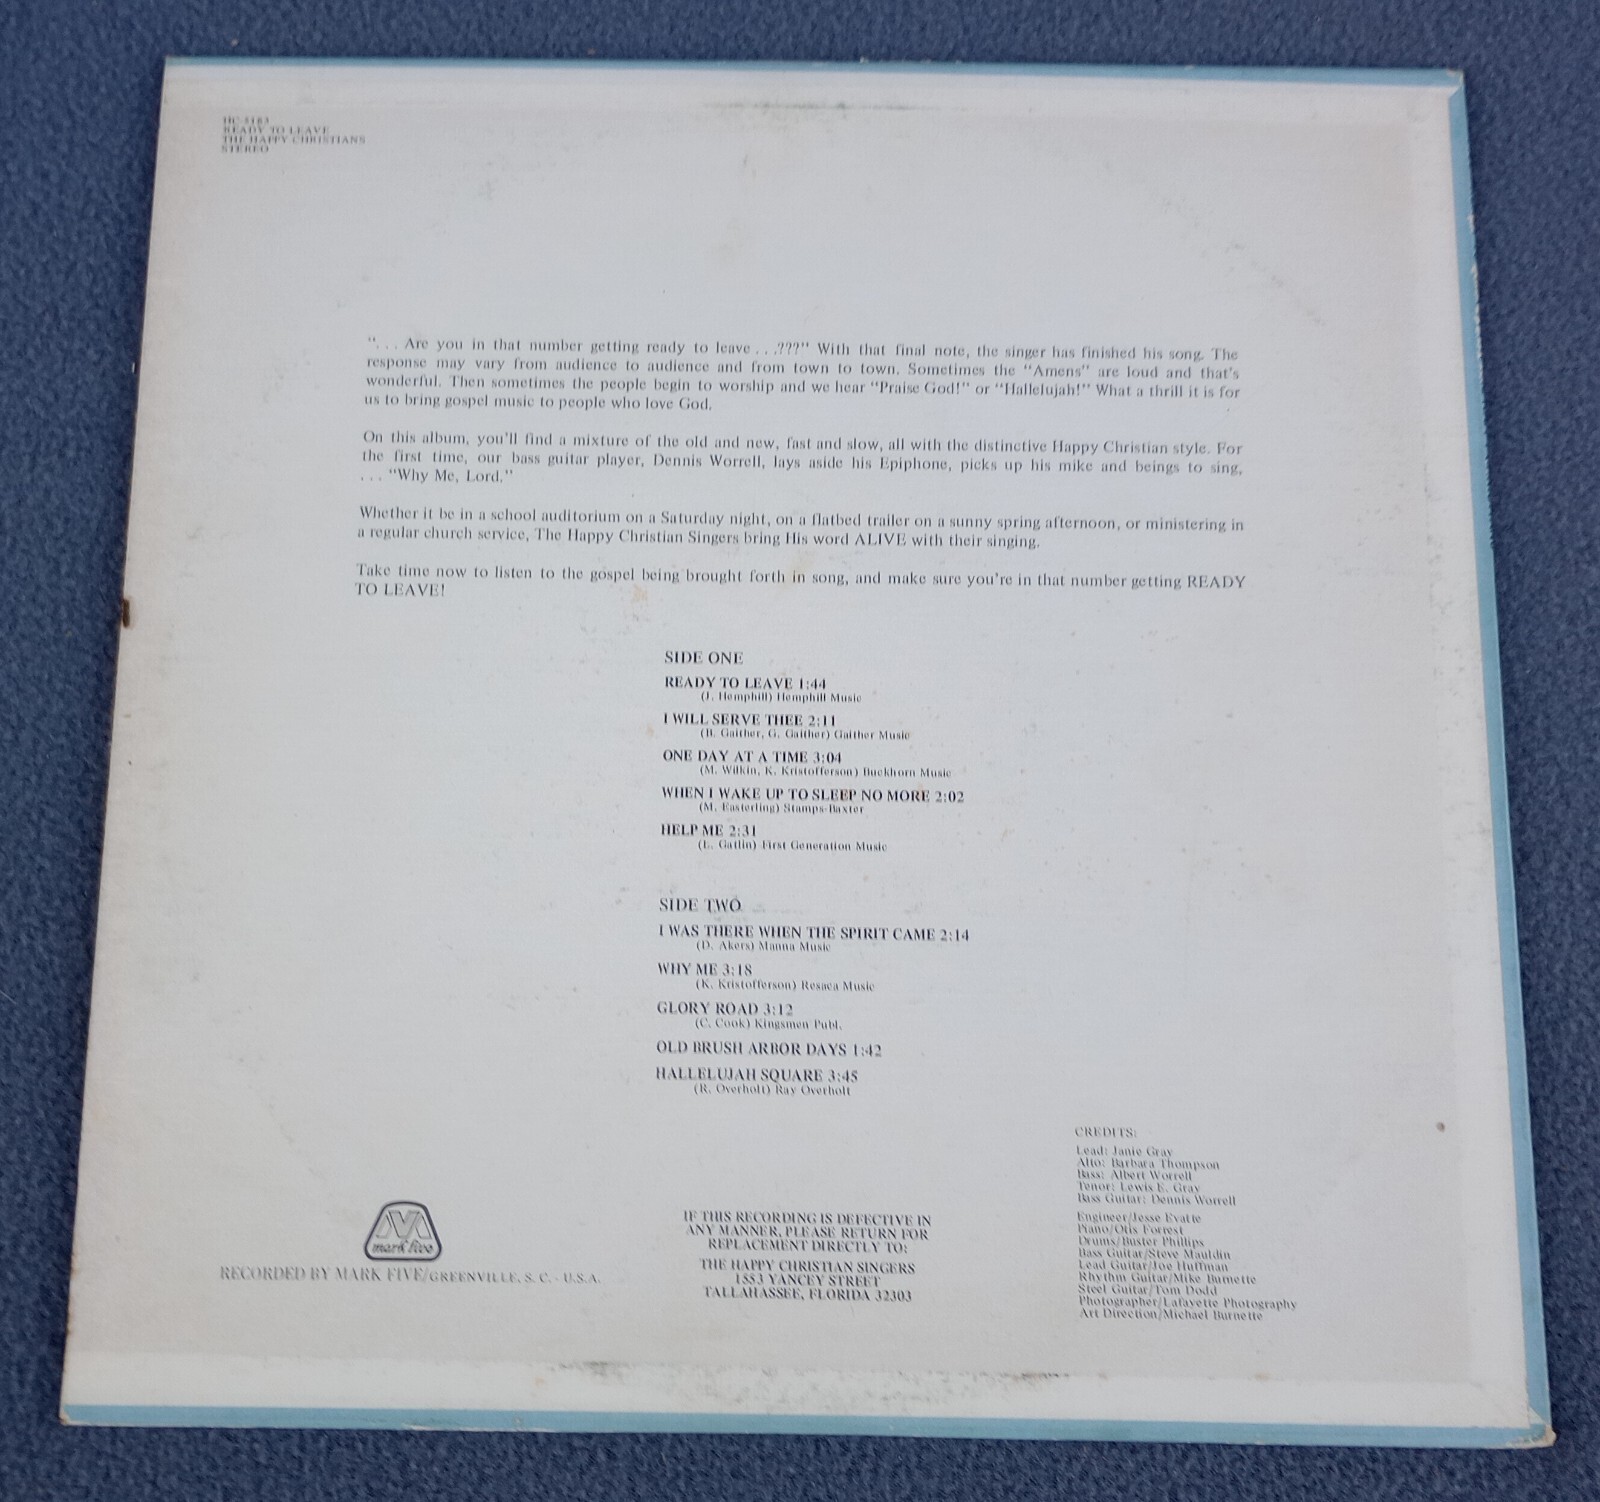 HC-5163
READY TO LEAVE
THE HAPPY CHRISTIANS
STEREO
". . . Are you in that number getting ready to leave . . .???" With that final note, the singer has finished his song. The
response may vary from audience to audience and from town to town. Sometimes the "Amens" are loud and that's
wonderful. Then sometimes the people begin to worship and we hear "Praise God!" or "Hallelujah!" What a thrill it is for
us to bring gospel music to people who love God.
On this album, you'll find a mixture of the old and new, fast and slow, all with the distinctive Happy Christian style. For
the first time, our bass guitar player, Dennis Worrell, lays aside his Epiphone, picks up his mike and beings to sing,
. . . "Why Me, Lord."
Whether it be in a school auditorium on a Saturday night, on a flatbed trailer on a sunny spring afternoon, or ministering in
a regular church service, The Happy Christian Singers bring His word ALIVE with their singing.
Take time now to listen to the gospel being brought forth in song, and make sure you're in that number getting READY
TO LEAVE!
SIDE ONE
READY TO LEAVE 1:44
(J. Hemphill) Hemphill Music
I WILL SERVE THEE 2:11
(B. Gaither, G. Gaither) Gaither Music
ONE DAY AT A TIME 3:04
(M. Wilkin, K. Kristofferson) Buckhorn Music
WHEN I WAKE UP TO SLEEP NO MORE 2:02
(M. Easterling) Stamps-Baxter
HELP ME 2:31
(L. Gatlin) First Generation Music
SIDE TWO
I WAS THERE WHEN THE SPIRIT CAME 2:14
(D. Akers) Manna Music
WHY ME 3:18
(K. Kristofferson) Resaca Music
GLORY ROAD 3:12
(C. Cook) Kingsmen Publ.
OLD BRUSH ARBOR DAYS 1:42
HALLELUJAH SQUARE 3:45
(R. Overholt) Ray Overholt
mark five
RECORDED BY MARK FIVE/GREENVILLE, S. C. - U.S.A.
IF THIS RECORDING IS DEFECTIVE IN
ANY MANNER, PLEASE RETURN FOR
REPLACEMENT DIRECTLY TO:
THE HAPPY CHRISTIAN SINGERS
1553 YANCEY STREET
TALLAHASSEE, FLORIDA 32303
CREDITS:
Lead: Janie Gray
Alto: Barbara Thompson
Bass: Albert Worrell
Tenor: Lewis E. Gray
Bass Guitar: Dennis Worrell
Engineer/Jesse Evatte
Piano/Otis Forrest
Drums/Buster Phillips
Bass Guitar/Steve Mauldin
Lead Guitar/Joe Huffman
Rhythm Guitar/Mike Burnette
Steel Guitar/Tom Dodd
Photographer/Lafayette Photography
Art Direction/Michael Burnette